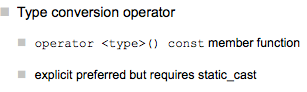 Type conversion operator
operator <type>() const member function
explicit preferred but requires static_cast